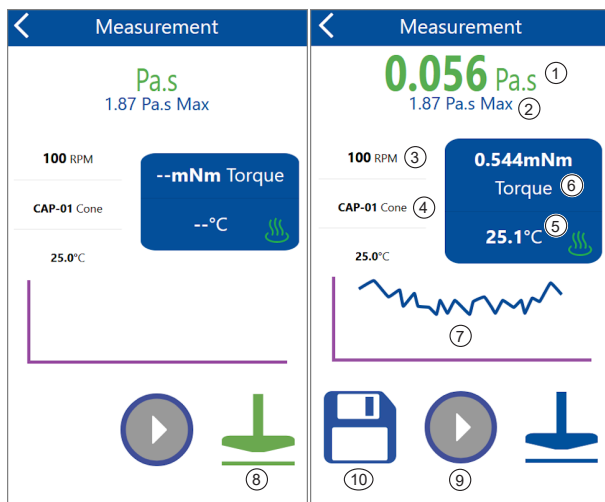 Measurement
Pa.s
1.87 Pa.s Max
100 RPM
--mNm Torque
CAP-01 Cone
--°C
25.0°C
8
Measurement
0.056 Pa.s 1
1.87 Pa.s Max 2
100 RPM 3
0.544mNm
Torque 6
CAP-01 Cone 4
5
25.1°C
25.0°C
7
10
9